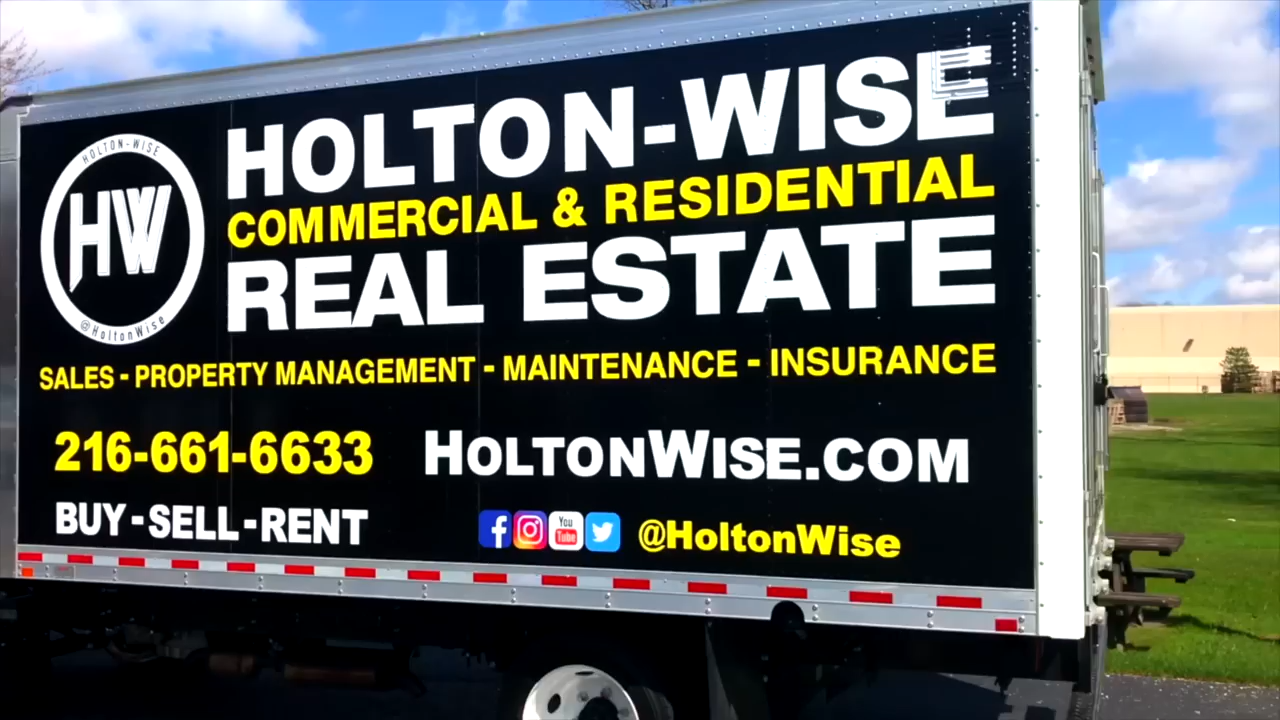 HOLTON-WISE
HW
@HoltonWise
HOLTON-WISE
COMMERCIAL & RESIDENTIAL
REAL ESTATE
SALES - PROPERTY MANAGEMENT - MAINTENANCE - INSURANCE
216-661-6633
HOLTONWISE.COM
BUY - SELL - RENT
f You Tube @HoltonWise